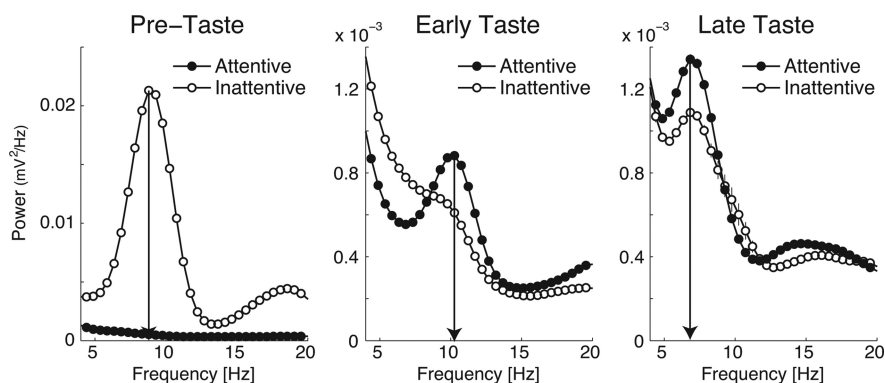 Pre–Taste
Early Taste
Late Taste
x 10⁻³
x 10⁻³
Attentive
Inattentive
Attentive
Inattentive
Attentive
Inattentive
Power (mV²/Hz)
0.02
0.01
0
1.2
0.8
0.4
0
1.2
0.8
0.4
0
5 10 15 20
5 10 15 20
5 10 15 20
Frequency [Hz]
Frequency [Hz]
Frequency [Hz]